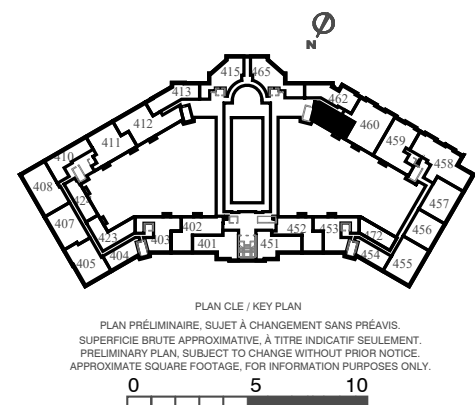 N
415 465
413 462
412 460
411 459
410 458
408 457
424 456
407
423 403 402 452 453 472
405 404 401 451 454 455
PLAN CLE / KEY PLAN
PLAN PRÉLIMINAIRE, SUJET À CHANGEMENT SANS PRÉAVIS.
SUPERFICIE BRUTE APPROXIMATIVE, À TITRE INDICATIF SEULEMENT.
PRELIMINARY PLAN, SUBJECT TO CHANGE WITHOUT PRIOR NOTICE.
APPROXIMATE SQUARE FOOTAGE, FOR INFORMATION PURPOSES ONLY.
0 5 10